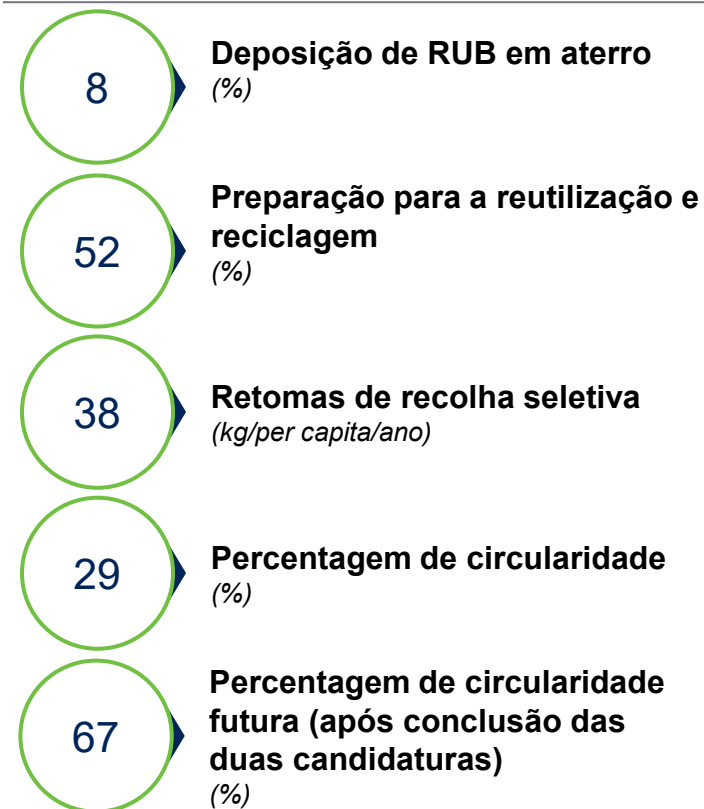 8
Deposição de RUB em aterro
(%)
52
Preparação para a reutilização e
reciclagem
(%)
38
Retomas de recolha seletiva
(kg/per capita/ano)
29
Percentagem de circularidade
(%)
67
Percentagem de circularidade
futura (após conclusão das
duas candidaturas)
(%)